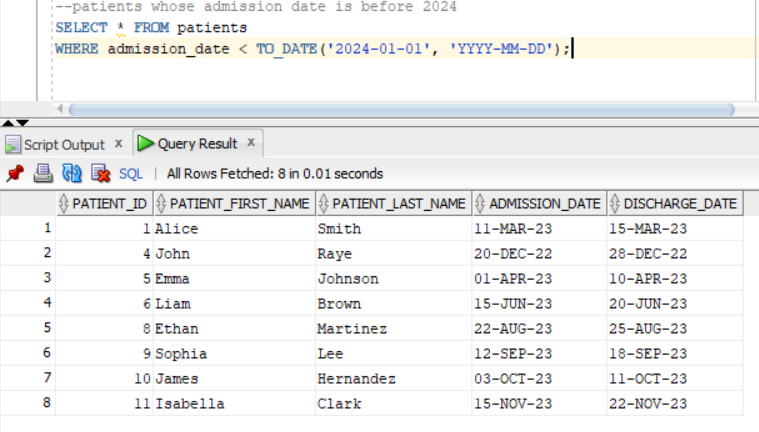 --patients whose admission date is before 2024
SELECT * FROM patients
WHERE admission_date < TO_DATE('2024-01-01', 'YYYY-MM-DD');
Script Output x Query Result x
SQL | All Rows Fetched: 8 in 0.01 seconds
PATIENT_ID PATIENT_FIRST_NAME PATIENT_LAST_NAME ADMISSION_DATE DISCHARGE_DATE
1 1 Alice Smith 11-MAR-23 15-MAR-23
2 4 John Raye 20-DEC-22 28-DEC-22
3 5 Emma Johnson 01-APR-23 10-APR-23
4 6 Liam Brown 15-JUN-23 20-JUN-23
5 8 Ethan Martinez 22-AUG-23 25-AUG-23
6 9 Sophia Lee 12-SEP-23 18-SEP-23
7 10 James Hernandez 03-OCT-23 11-OCT-23
8 11 Isabella Clark 15-NOV-23 22-NOV-23